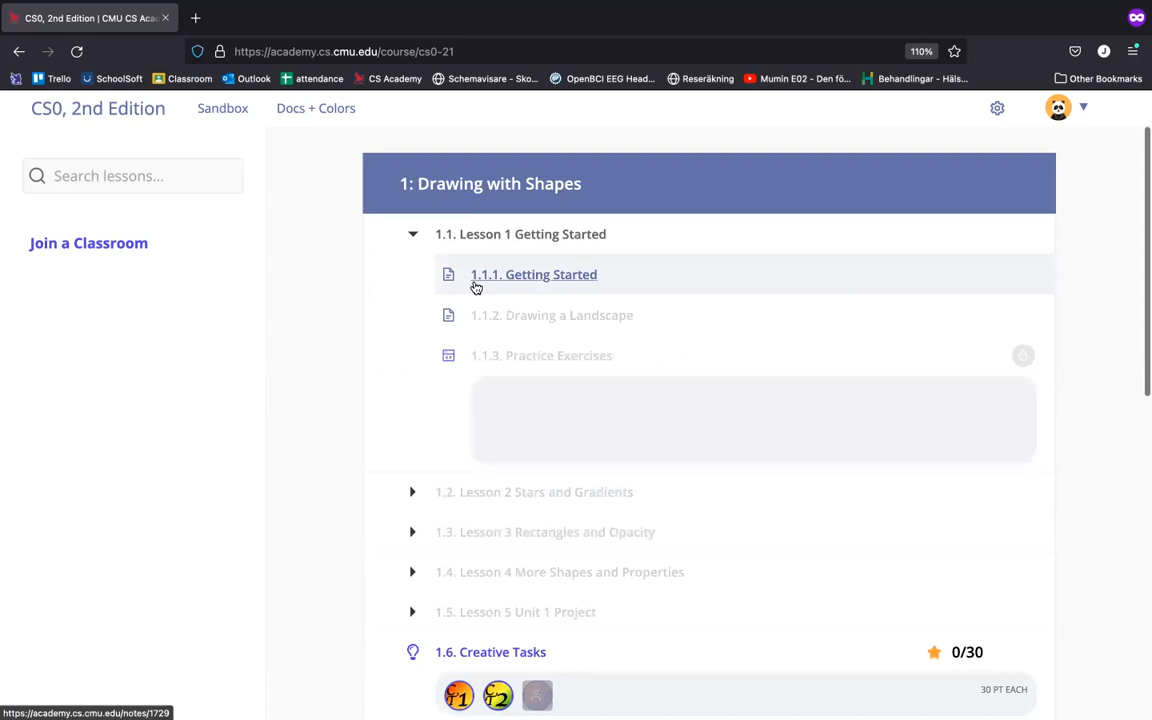 CS0, 2nd Edition | CMU CS Aca
https://academy.cs.cmu.edu/course/cs0-21
110%
Trello
SchoolSoft
Classroom
Outlook
attendance
CS Academy
Schemavisare - Sko...
OpenBCI EEG Head...
Reseräkning
Mumin E02 - Den fö...
Behandlingar - Häls...
Other Bookmarks
CS0, 2nd Edition
Sandbox
Docs + Colors
Search lessons...
Join a Classroom
1: Drawing with Shapes
1.1. Lesson 1 Getting Started
1.1.1. Getting Started
1.1.2. Drawing a Landscape
1.1.3. Practice Exercises
1.2. Lesson 2 Stars and Gradients
1.3. Lesson 3 Rectangles and Opacity
1.4. Lesson 4 More Shapes and Properties
1.5. Lesson 5 Unit 1 Project
1.6. Creative Tasks
0/30
CT1
CT2
30 PT EACH
https://academy.cs.cmu.edu/notes/1729